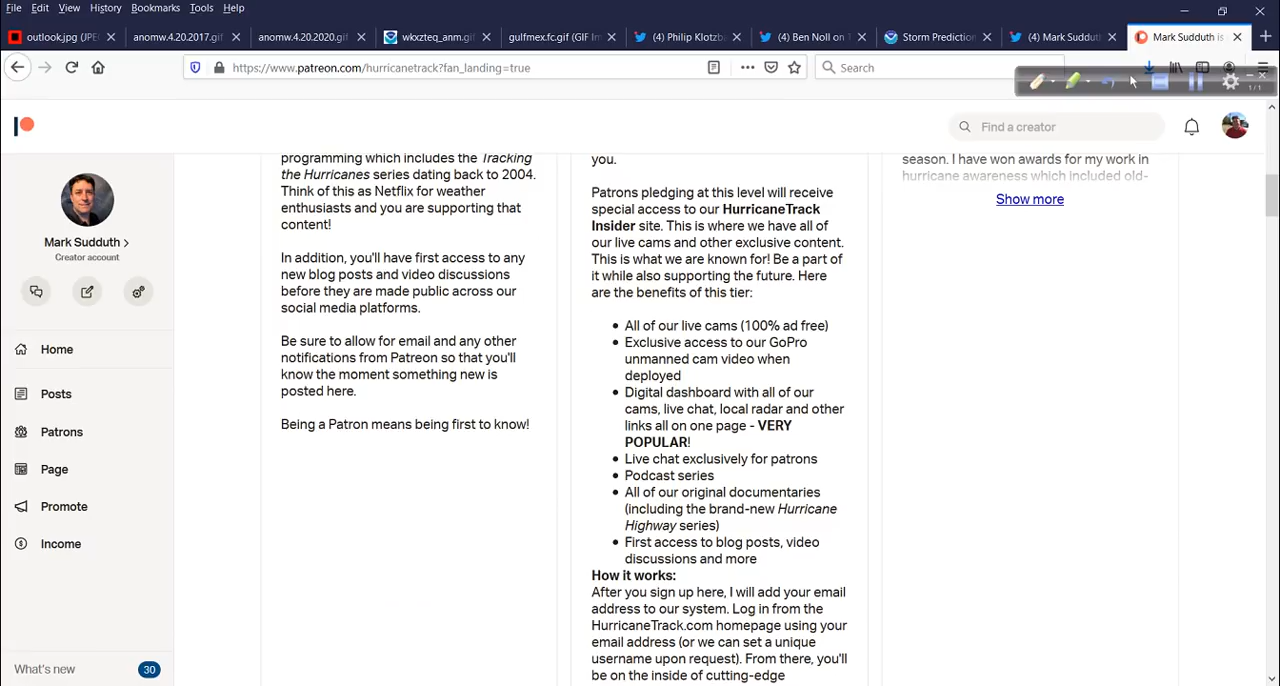 File Edit View History Bookmarks Tools Help
outlook.jpg (JPE
anomw.4.20.2017.gif
anomw.4.20.2020.gif
wkxzteq_anm.gif
gulfmex.fc.gif (GIF Im
(4) Philip Klotzba
(4) Ben Noll on T
Storm Prediction
(4) Mark Sudduth
Mark Sudduth is
https://www.patreon.com/hurricanetrack?fan_landing=true
Search
1/1
Find a creator
Mark Sudduth
Creator account
Home
Posts
Patrons
Page
Promote
Income
What's new 30
programming which includes the Tracking
the Hurricanes series dating back to 2004.
Think of this as Netflix for weather
enthusiasts and you are supporting that
content!
In addition, you'll have first access to any
new blog posts and video discussions
before they are made public across our
social media platforms.
Be sure to allow for email and any other
notifications from Patreon so that you'll
know the moment something new is
posted here.
Being a Patron means being first to know!
you.
Patrons pledging at this level will receive
special access to our HurricaneTrack
Insider site. This is where we have all of
our live cams and other exclusive content.
This is what we are known for! Be a part of
it while also supporting the future. Here
are the benefits of this tier:
• All of our live cams (100% ad free)
• Exclusive access to our GoPro
unmanned cam video when
deployed
• Digital dashboard with all of our
cams, live chat, local radar and other
links all on one page - VERY
POPULAR!
• Live chat exclusively for patrons
• Podcast series
• All of our original documentaries
(including the brand-new Hurricane
Highway series)
• First access to blog posts, video
discussions and more
How it works:
After you sign up here, I will add your email
address to our system. Log in from the
HurricaneTrack.com homepage using your
email address (or we can set a unique
username upon request). From there, you'll
be on the inside of cutting-edge
season. I have won awards for my work in
hurricane awareness which included old-
Show more